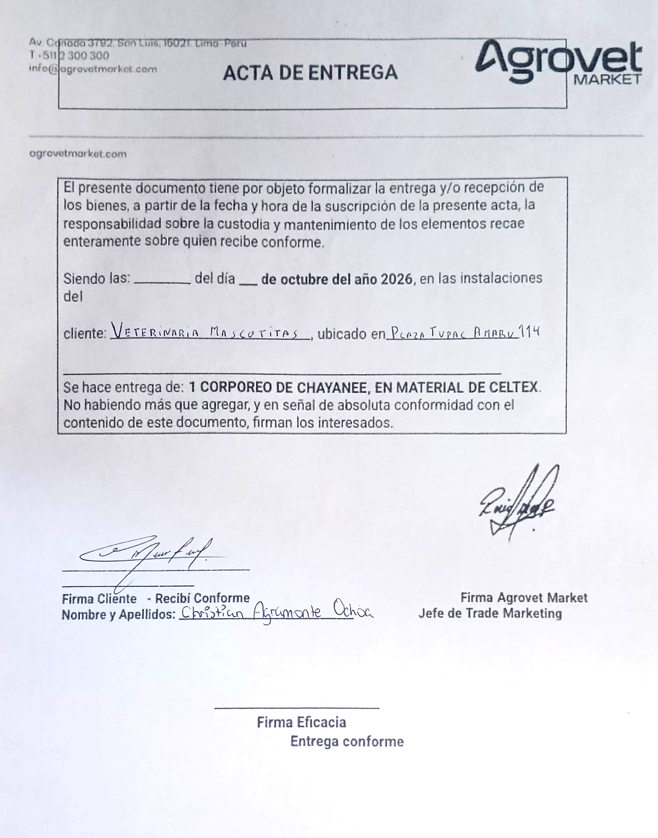 Av. Canada 3792. San Luis, 15021. Lima-Perú
T +5112 300 300
info@agrovetmarket.com
ACTA DE ENTREGA
Agrovet
MARKET
agrovetmarket.com
El presente documento tiene por objeto formalizar la entrega y/o recepción de
los bienes, a partir de la fecha y hora de la suscripción de la presente acta, la
responsabilidad sobre la custodia y mantenimiento de los elementos recae
enteramente sobre quien recibe conforme.
Siendo las: ________ del día ___ de octubre del año 2026, en las instalaciones
del
cliente: VETERINARIA MASCOTITAS, ubicado en PLAZA TUPAC AMARU 114
Se hace entrega de: 1 CORPOREO DE CHAYANEE, EN MATERIAL DE CELTEX.
No habiendo más que agregar, y en señal de absoluta conformidad con el
contenido de este documento, firman los interesados.
Firma Cliente - Recibí Conforme
Nombre y Apellidos: Christian Agramonte Ochoa
Firma Agrovet Market
Jefe de Trade Marketing
Firma Eficacia
Entrega conforme